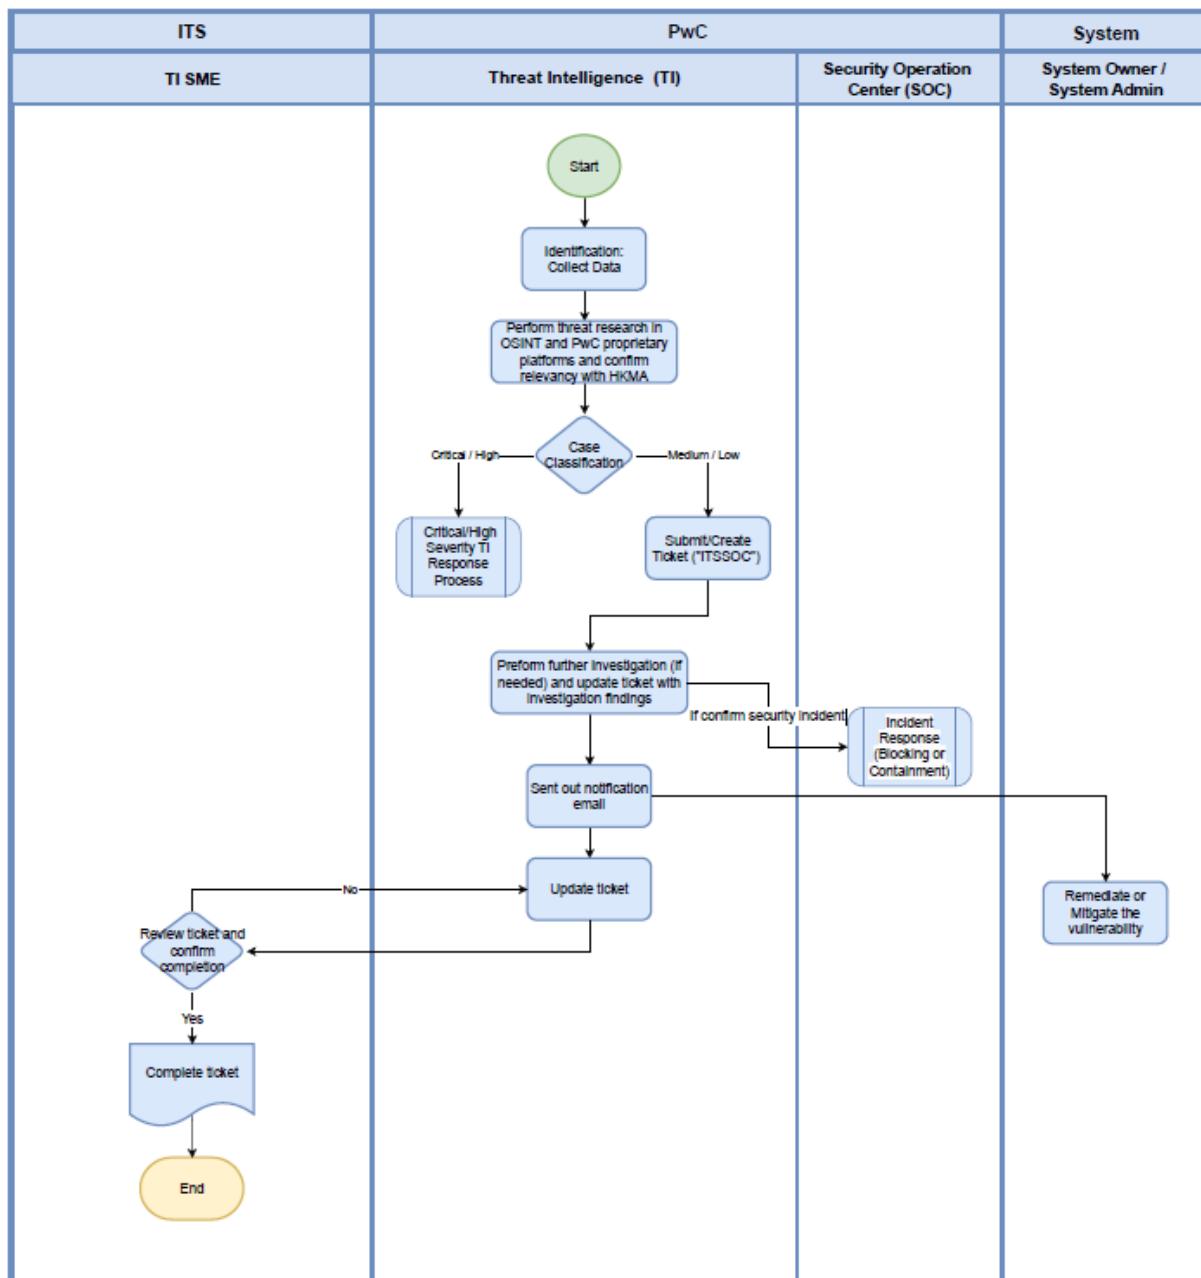 ITS
PwC
System
TI SME
Threat Intelligence (TI)
Security Operation
Center (SOC)
System Owner /
System Admin
Start
Identification:
Collect Data
Perform threat research in
OSINT and PwC proprietary
platforms and confirm
relevancy with HKMA
Case
Classification
Critical / High
Medium / Low
Critical/High
Severity TI
Response
Process
Submit/Create
Ticket ("ITSSOC")
Preform further investigation (if
needed) and update ticket with
investigation findings
If confirm security incident
Incident
Response
(Blocking or
Containment)
Sent out notification
email
Update ticket
No
Remediate or
Mitigate the
vulnerability
Review ticket and
confirm
completion
Yes
Complete ticket
End